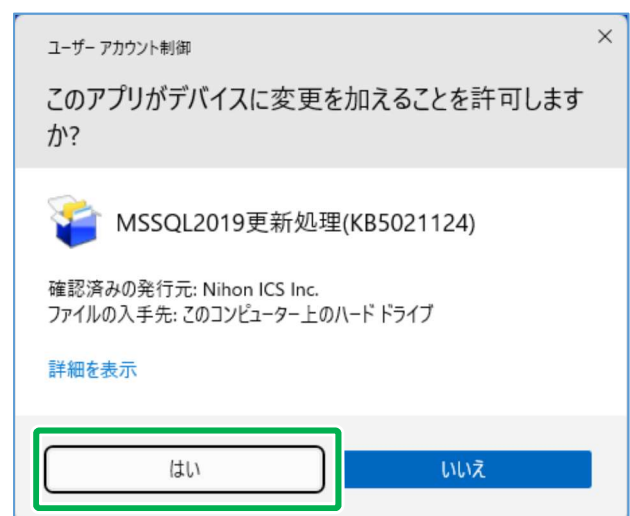 ユーザー アカウント制御
×
このアプリがデバイスに変更を加えることを許可します
か?
MSSQL2019更新処理(KB5021124)
確認済みの発行元: Nihon ICS Inc.
ファイルの入手先: このコンピューター上のハード ドライブ
詳細を表示
はい
いいえ